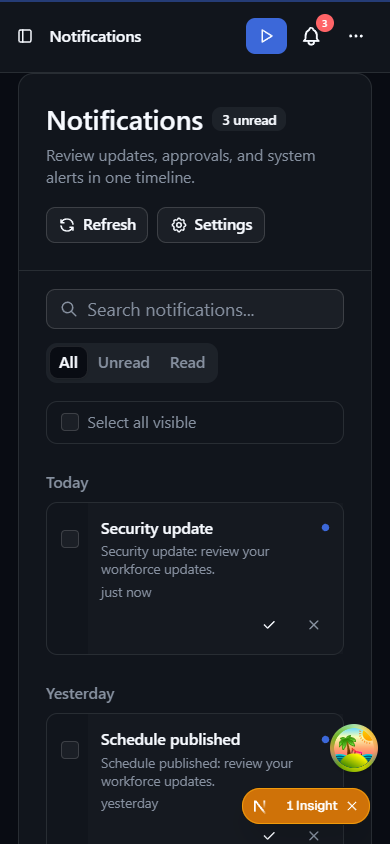 Notifications
3
Notifications
3 unread
Review updates, approvals, and system
alerts in one timeline.
Refresh
Settings
Search notifications...
All
Unread
Read
Select all visible
Today
Security update
Security update: review your
workforce updates.
just now
Yesterday
Schedule published
Schedule published: review your
workforce updates.
yesterday
N
1 Insight